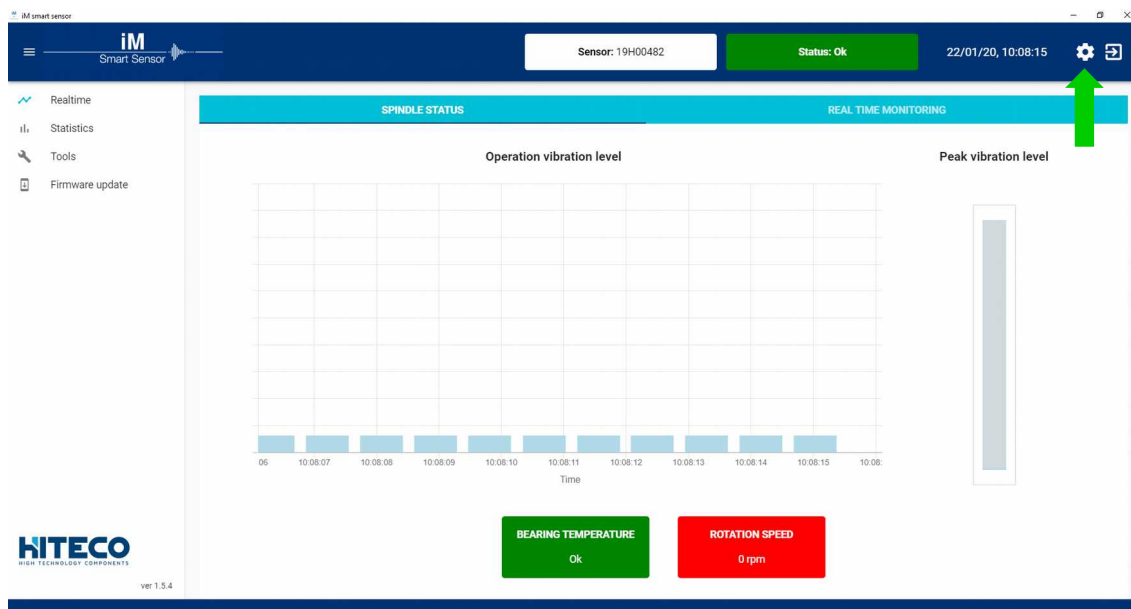 iM smart sensor
iM
Smart Sensor
Sensor: 19H00482
Status: Ok
22/01/20, 10:08:15
Realtime
Statistics
Tools
Firmware update
SPINDLE STATUS
REAL TIME MONITORING
Operation vibration level
Peak vibration level
06 10:08:07 10:08:08 10:08:09 10:08:10 10:08:11 10:08:12 10:08:13 10:08:14 10:08:15 10:08:
Time
BEARING TEMPERATURE
Ok
ROTATION SPEED
0 rpm
HITECO
HIGH TECHNOLOGY COMPONENTS
ver 1.5.4